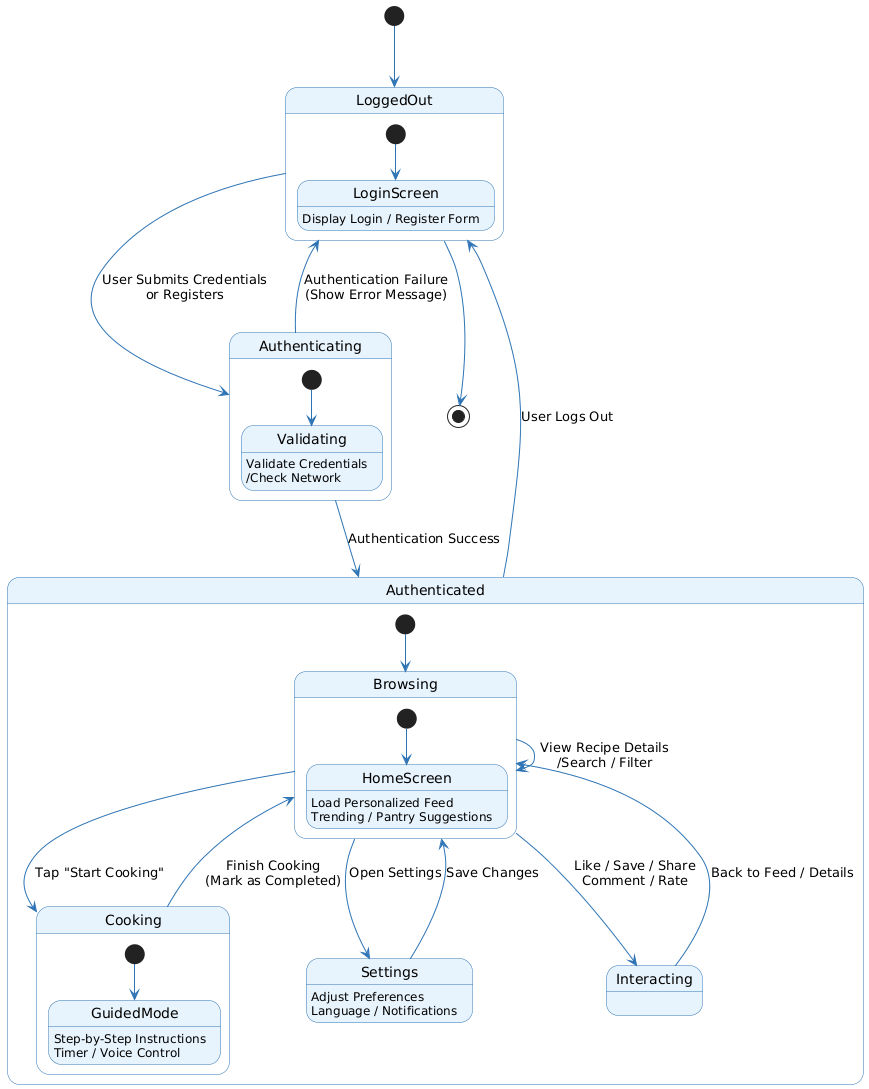 LoggedOut
LoginScreen
Display Login / Register Form
User Submits Credentials
or Registers
Authentication Failure
(Show Error Message)
Authenticating
Validating
Validate Credentials
/Check Network
User Logs Out
Authentication Success
Authenticated
Browsing
HomeScreen
Load Personalized Feed
Trending / Pantry Suggestions
View Recipe Details
/Search / Filter
Tap "Start Cooking"
Finish Cooking
(Mark as Completed)
Open Settings
Save Changes
Like / Save / Share
Comment / Rate
Back to Feed / Details
Cooking
GuidedMode
Step-by-Step Instructions
Timer / Voice Control
Settings
Adjust Preferences
Language / Notifications
Interacting